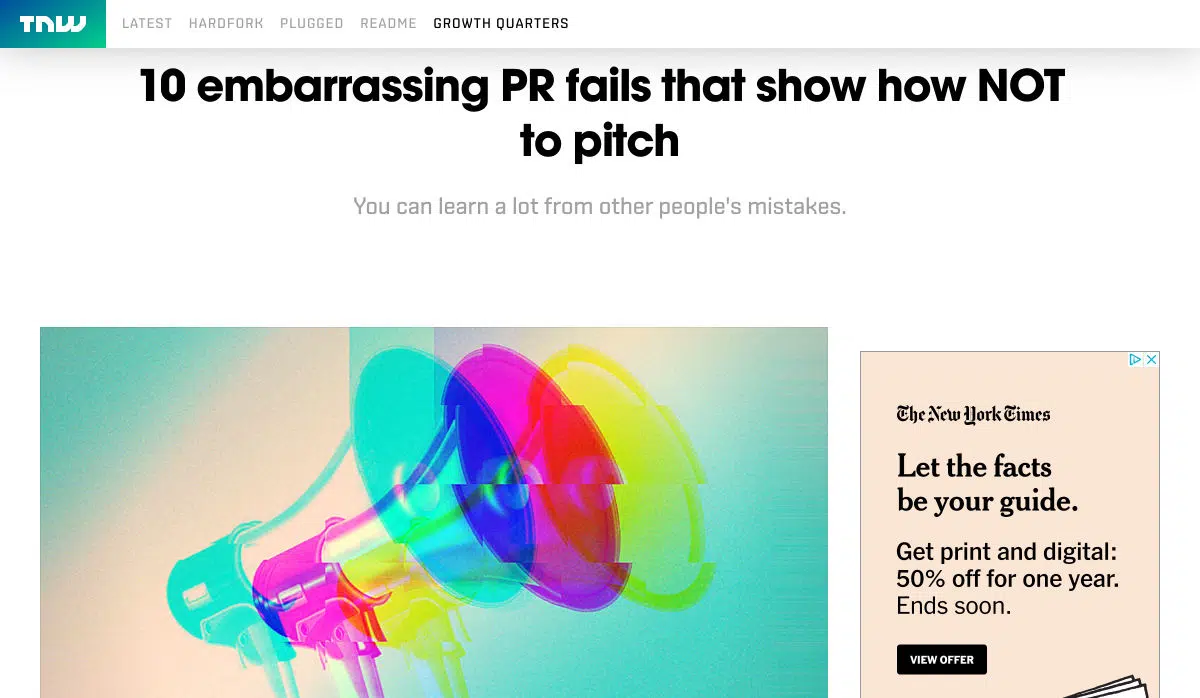 TNW
LATEST HARDFORK PLUGGED README GROWTH QUARTERS
10 embarrassing PR fails that show how NOT
to pitch
You can learn a lot from other people's mistakes.
The New York Times
Let the facts
be your guide.
Get print and digital:
50% off for one year.
Ends soon.
VIEW OFFER